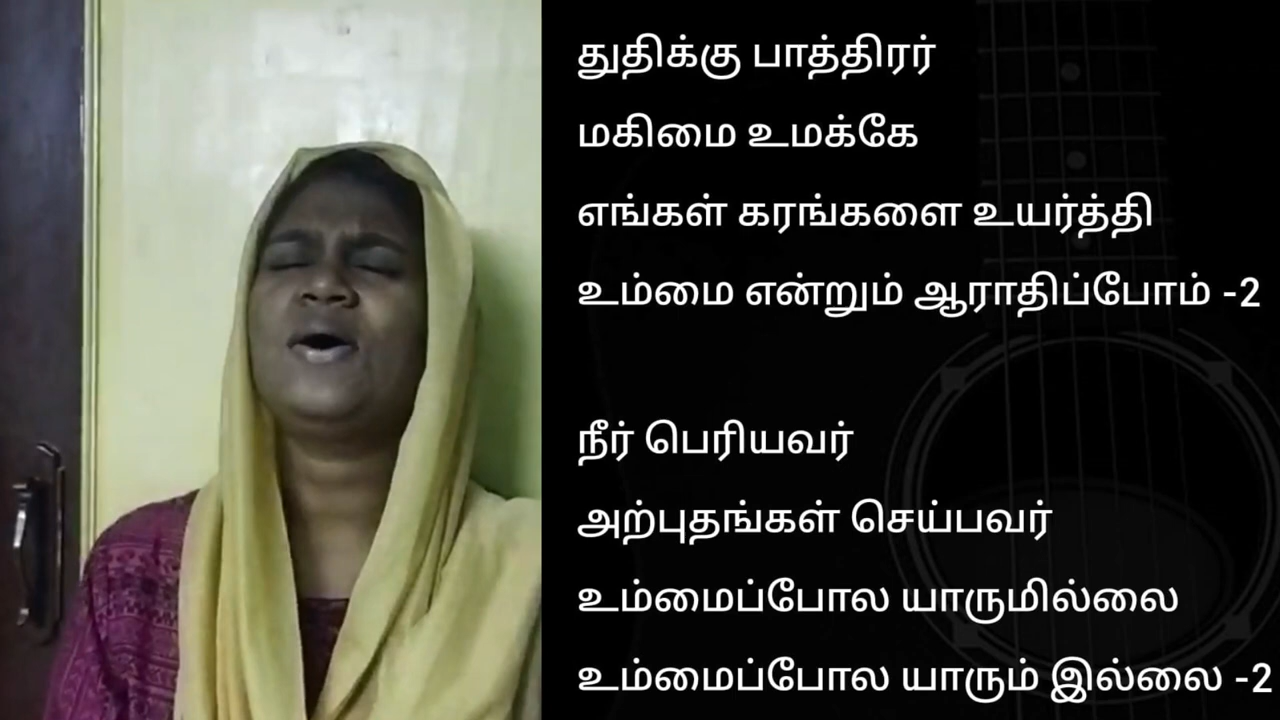 துதிக்கு பாத்திரர்
மகிமை உமக்கே
எங்கள் கரங்களை உயர்த்தி
உம்மை என்றும் ஆராதிப்போம் -2
நீர் பெரியவர்
அற்புதங்கள் செய்பவர்
உம்மைப்போல யாருமில்லை
உம்மைப்போல யாரும் இல்லை -2